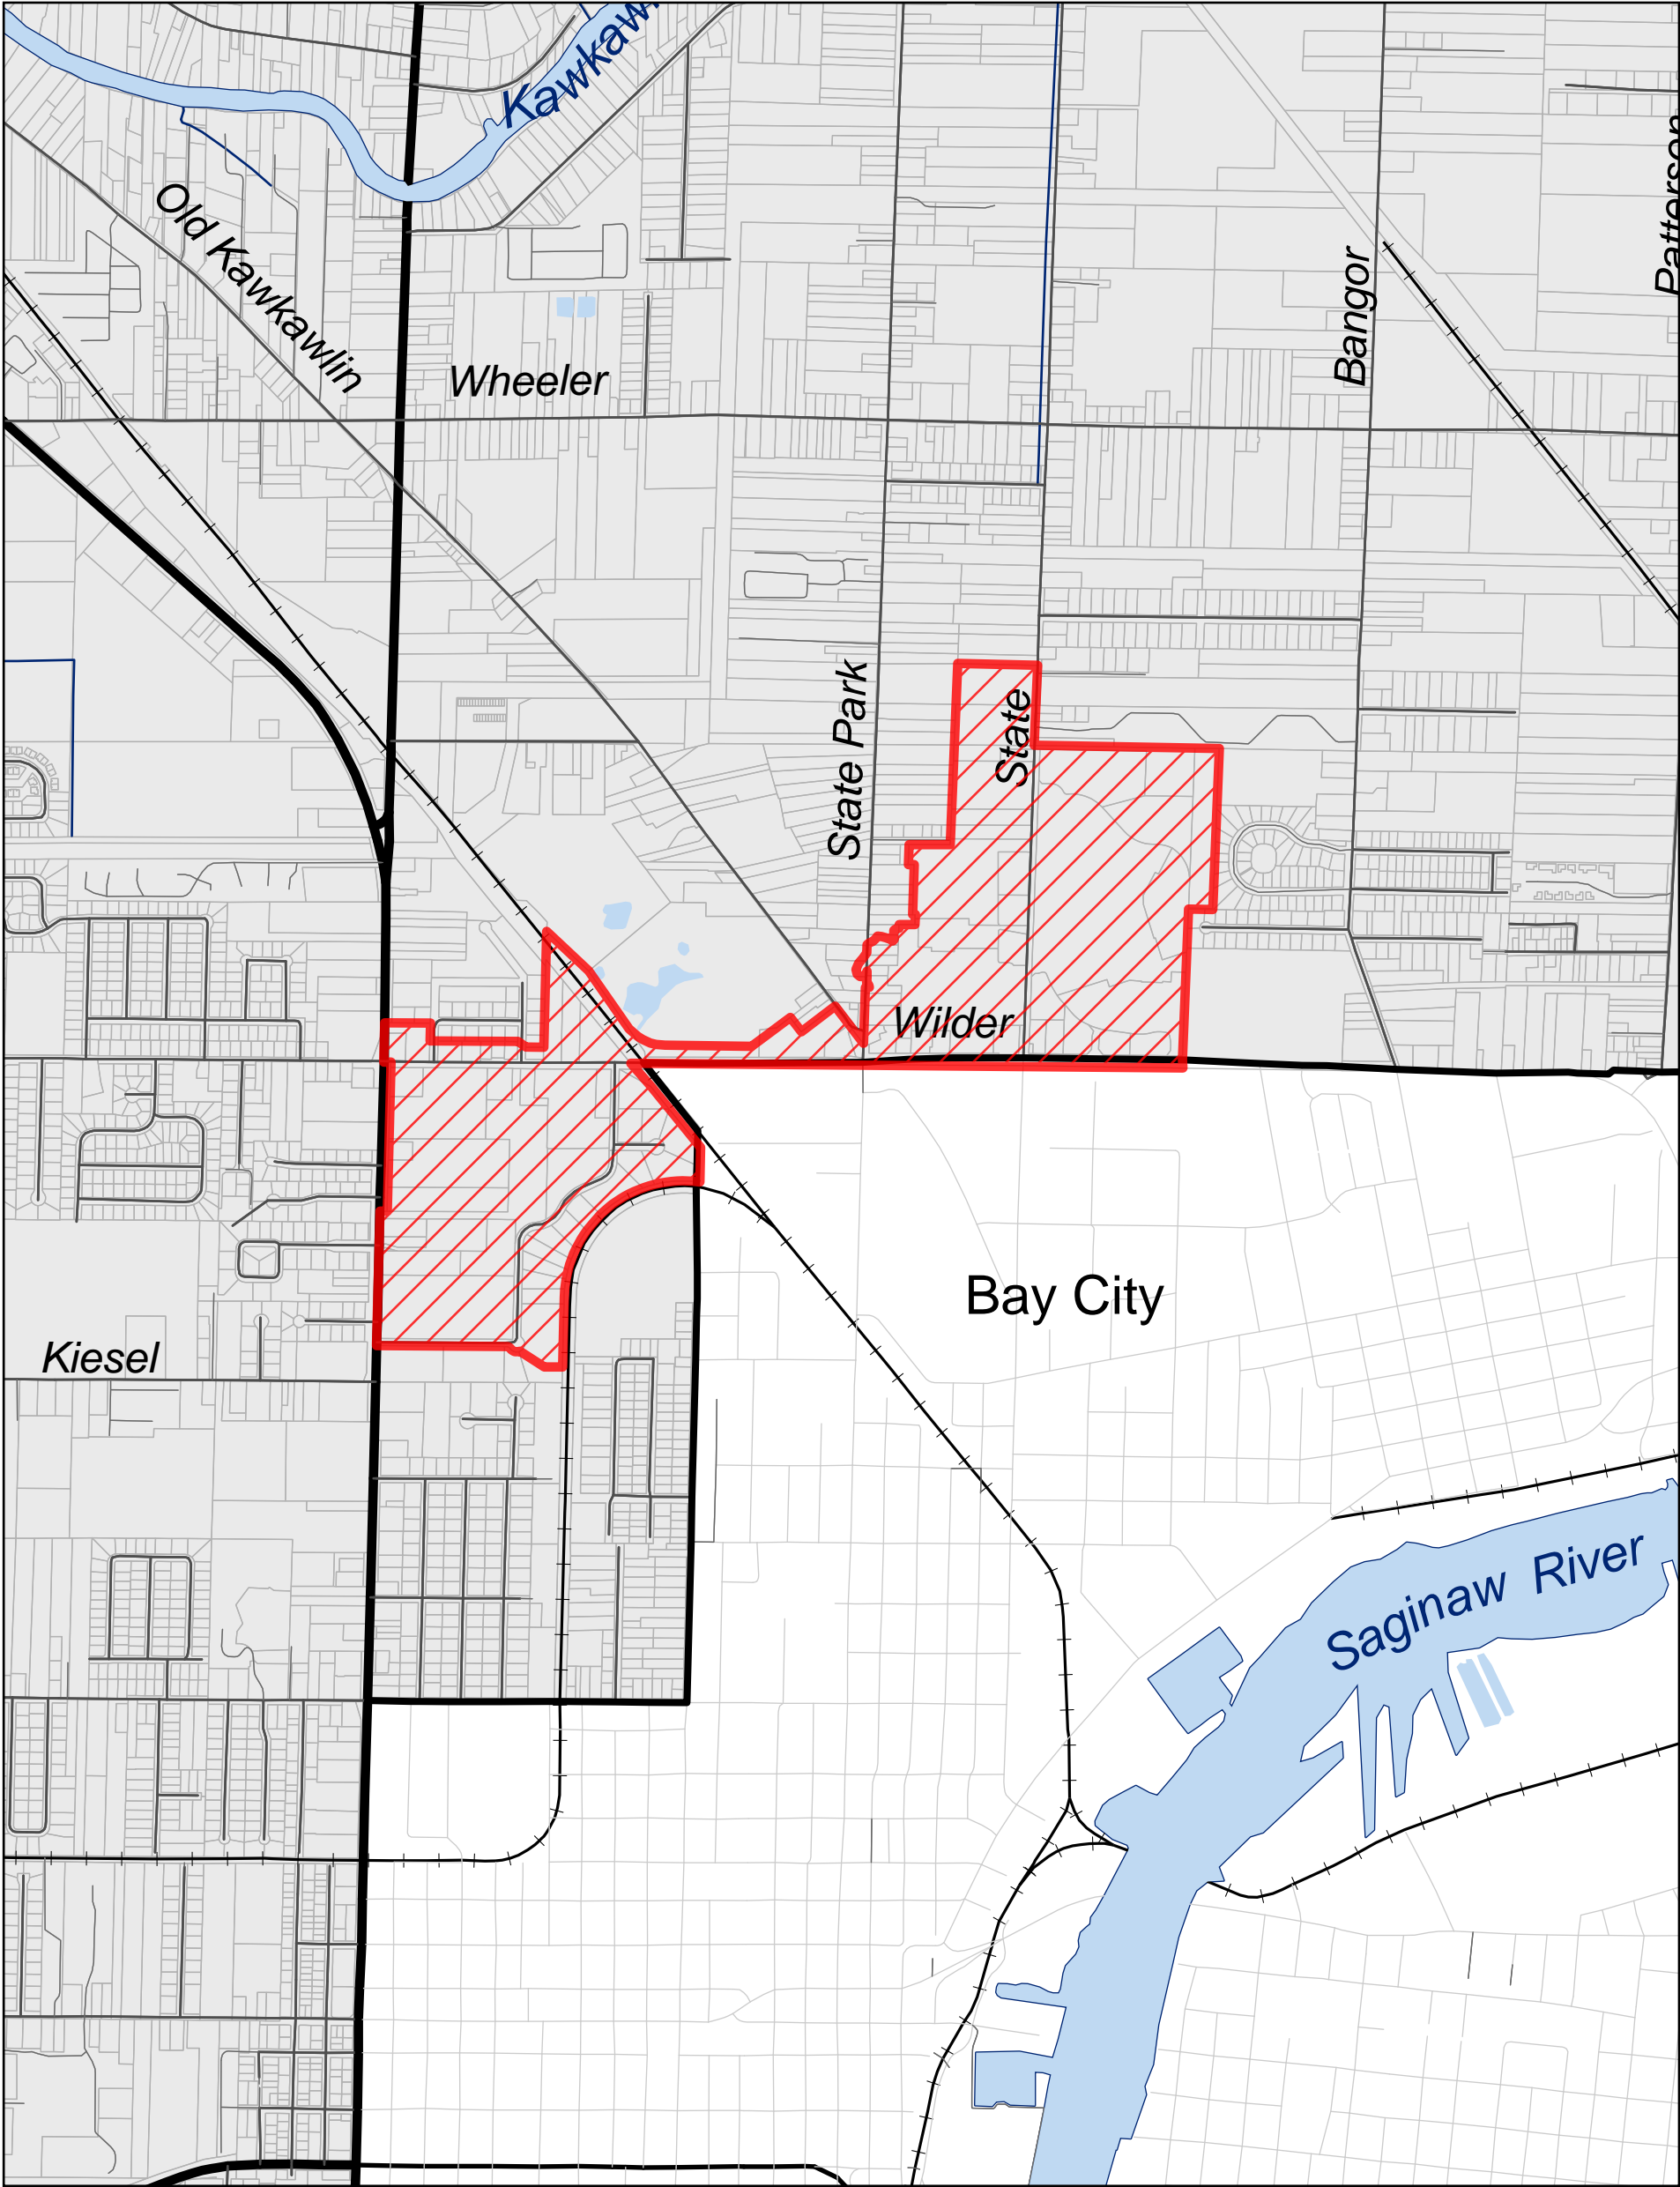 Kawkaw
Patterson
Old Kawkawlin
Bangor
Wheeler
State Park
State
Wilder
Bay City
Kiesel
Saginaw River